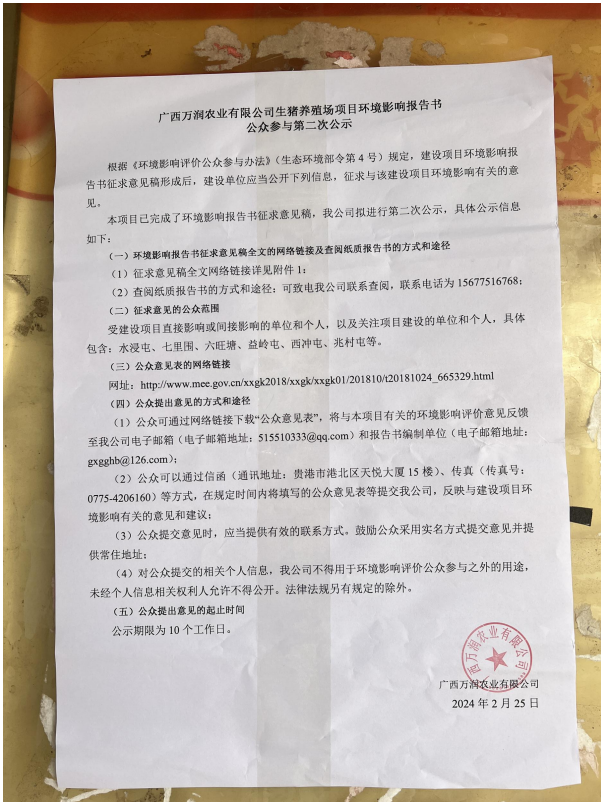 广西万润农业有限公司生猪养殖场项目环境影响报告书
公众参与第二次公示
根据《环境影响评价公众参与办法》（生态环境部令第 4 号）规定，建设项目环境影响报
告书征求意见稿形成后，建设单位应当公开下列信息，征求与该建设项目环境影响有关的意
见。
本项目已完成了环境影响报告书征求意见稿，我公司拟进行第二次公示，具体公示信息
如下：
（一）环境影响报告书征求意见稿全文的网络链接及查阅纸质报告书的方式和途径
（1）征求意见稿全文网络链接详见附件 1；
（2）查阅纸质报告书的方式和途径：可致电我公司联系查阅，联系电话为 15677516768；
（二）征求意见的公众范围
受建设项目直接影响或间接影响的单位和个人，以及关注项目建设的单位和个人，具体
包含：水浸屯、七里围、六旺塘、益岭屯、西冲屯、兆村屯等。
（三）公众意见表的网络链接
网址：http://www.mee.gov.cn/xxgk2018/xxgk/xxgk01/201810/t20181024_665329.html
（四）公众提出意见的方式和途径
（1）公众可通过网络链接下载“公众意见表”，将与本项目有关的环境影响评价意见反馈
至我公司电子邮箱（电子邮箱地址：515510333@qq.com）和报告书编制单位（电子邮箱地址：
gxgghb@126.com）；
（2）公众可以通过信函（通讯地址：贵港市港北区天悦大厦 15 楼）、传真（传真号：
0775-4206160）等方式，在规定时间内将填写的公众意见表等提交我公司，反映与建设项目环
境影响有关的意见和建议；
（3）公众提交意见时，应当提供有效的联系方式。鼓励公众采用实名方式提交意见并提
供常住地址；
（4）对公众提交的相关个人信息，我公司不得用于环境影响评价公众参与之外的用途，
未经个人信息相关权利人允许不得公开。法律法规另有规定的除外。
（五）公众提出意见的起止时间
公示期限为 10 个工作日。
广西万润农业有限公司
广西万润农业有限公司
2024 年 2 月 25 日